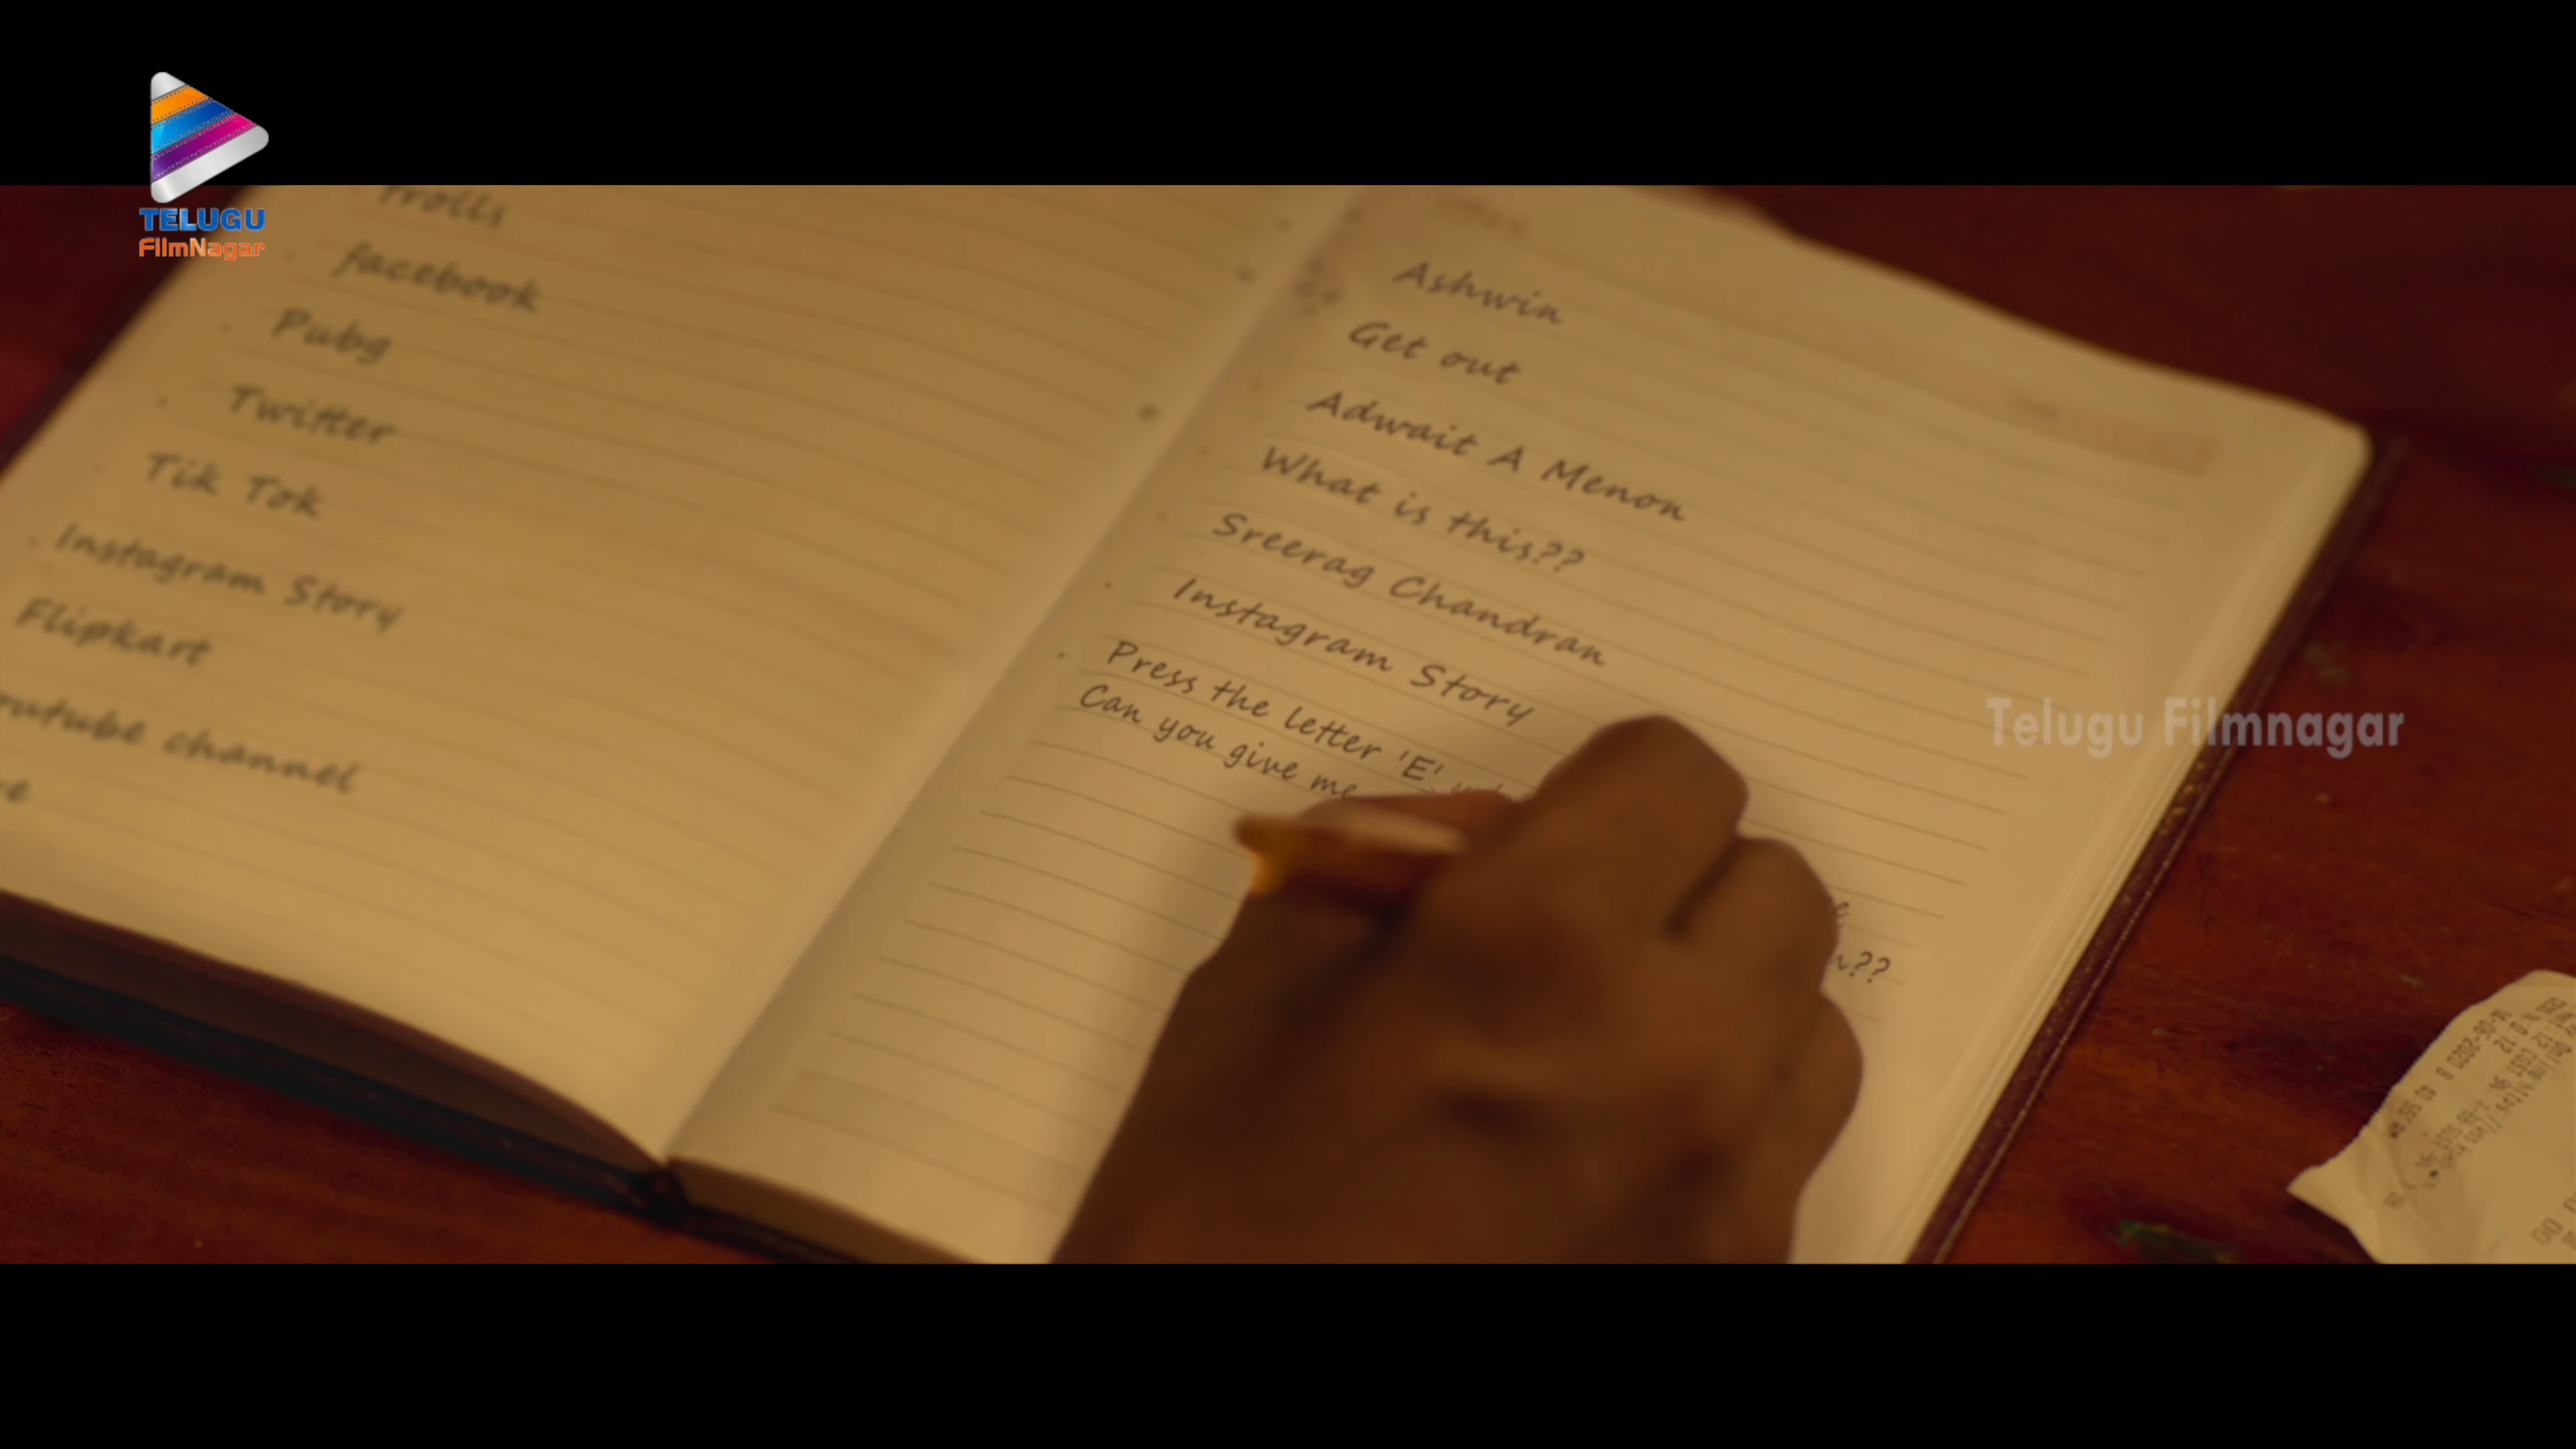 TELUGU
FilmNagar
Trolls
facebook
Pubg
Twitter
Tik Tok
Instagram Story
Flipkart
channel
Ashwin
Get out
Adwait A Menon
What is this??
Sreerag Chandran
Instagram Story
Press the letter 'E'
Can you give me
Telugu Filmnagar